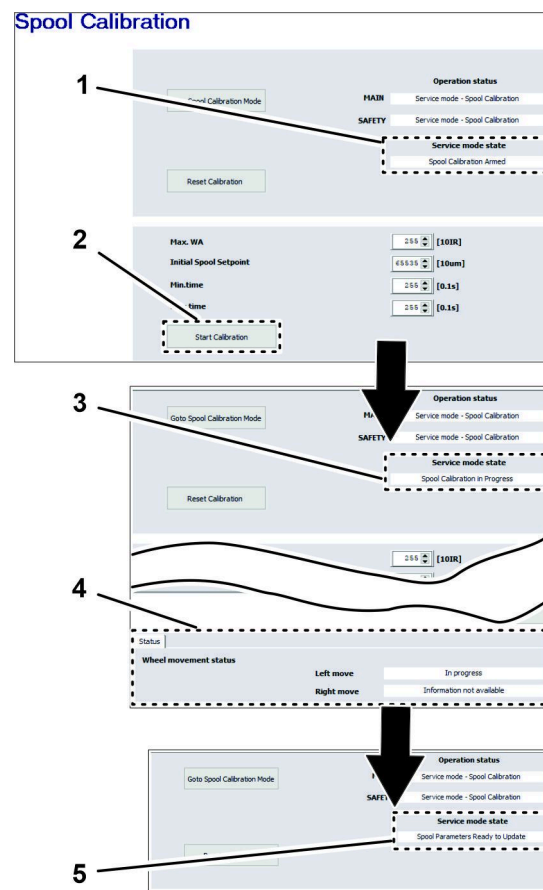 Spool Calibration
1
Operation status
Spool Calibration Mode
MAIN
Service mode - Spool Calibration
SAFETY
Service mode - Spool Calibration
Service mode state
Spool Calibration Armed
Reset Calibration
2
Max. WA
255 [10IR]
Initial Spool Setpoint
65535 [10um]
Min.time
255 [0.1s]
time
255 [0.1s]
Start Calibration
3
Operation status
Goto Spool Calibration Mode
Service mode - Spool Calibration
SAFETY
Service mode - Spool Calibration
Service mode state
Spool Calibration in Progress
Reset Calibration
255 [10IR]
4
Status
Wheel movement status
Left move
In progress
Right move
Information not available
Operation status
Goto Spool Calibration Mode
Service mode - Spool Calibration
Service mode - Spool Calibration
Service mode state
Spool Parameters Ready to Update
5